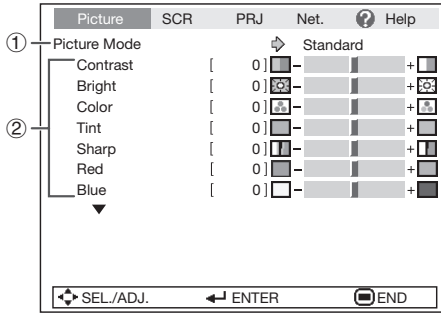 Picture SCR PRJ Net. ? Help
① Picture Mode Standard
② Contrast [ 0 ] – +
Bright [ 0 ] – +
Color [ 0 ] – +
Tint [ 0 ] – +
Sharp [ 0 ] – +
Red [ 0 ] – +
Blue [ 0 ] – +
SEL./ADJ. ENTER END